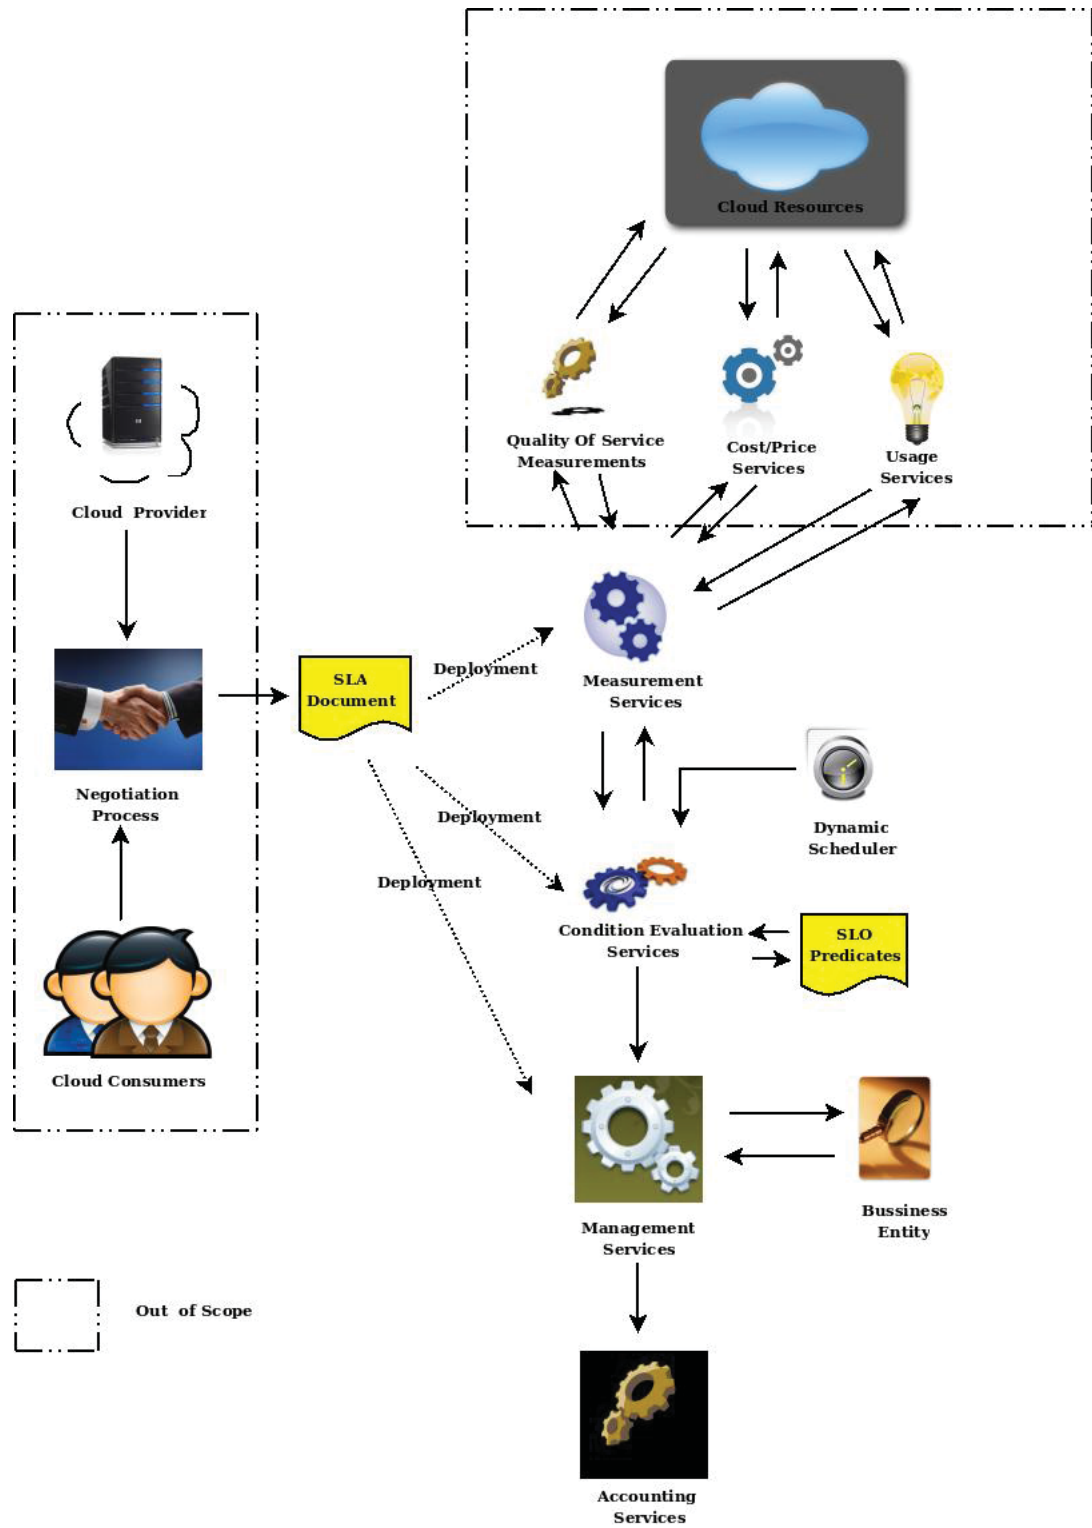 Cloud Resources
Quality Of Service
Measurements
Cost/Price
Services
Usage
Services
Cloud Provider
Deployment
SLA
Document
Measurement
Services
Negotiation
Process
Deployment
Dynamic
Scheduler
Deployment
Condition Evaluation
Services
SLO
Predicates
Cloud Consumers
Management
Services
Bussiness
Entity
Out of Scope
Accounting
Services